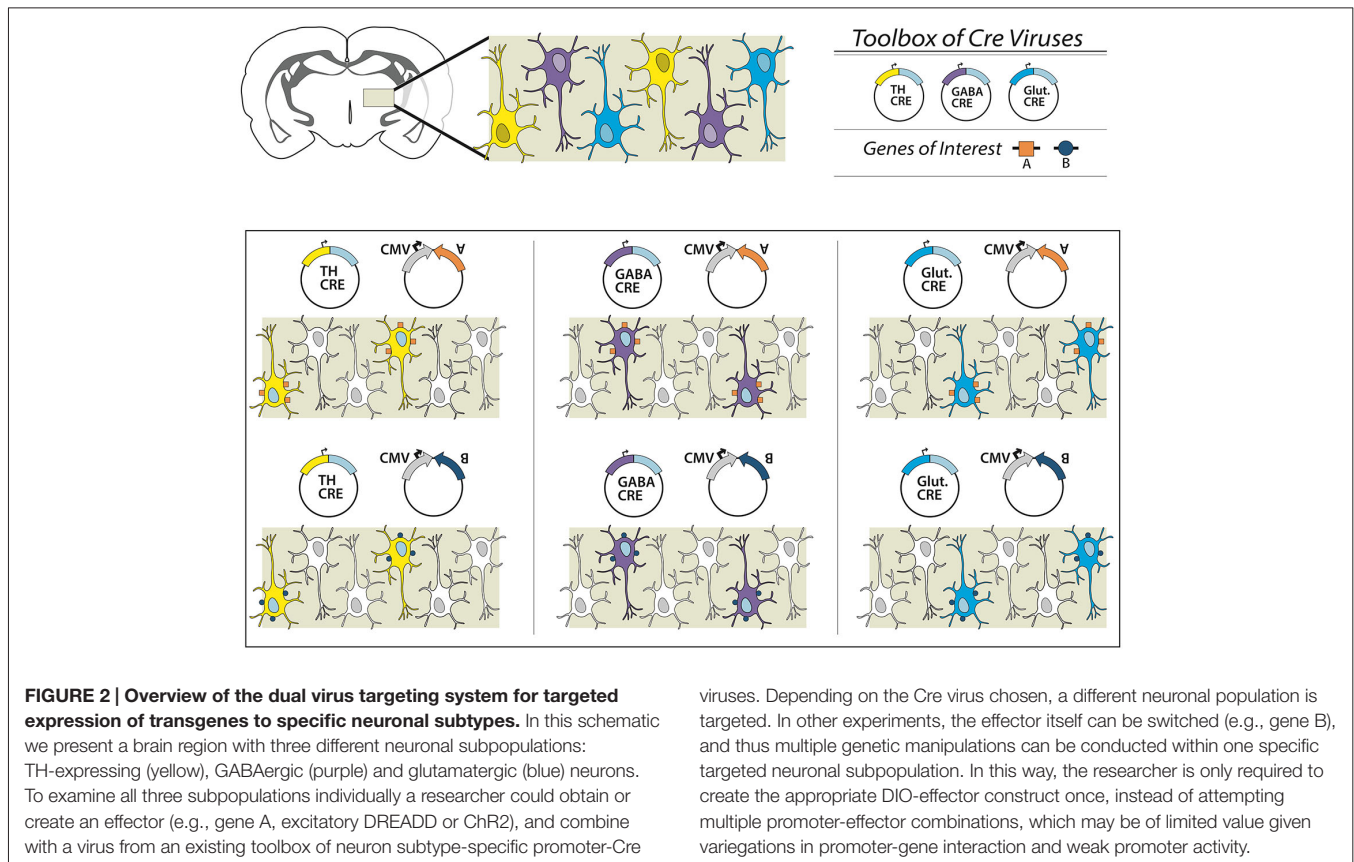 Toolbox of Cre Viruses
TH
CRE
GABA
CRE
Glut.
CRE
Genes of Interest
A
B
TH
CRE
CMV
A
GABA
CRE
CMV
A
Glut.
CRE
CMV
A
TH
CRE
CMV
B
GABA
CRE
CMV
B
Glut.
CRE
CMV
B
FIGURE 2 | Overview of the dual virus targeting system for targeted
expression of transgenes to specific neuronal subtypes. In this schematic
we present a brain region with three different neuronal subpopulations:
TH-expressing (yellow), GABAergic (purple) and glutamatergic (blue) neurons.
To examine all three subpopulations individually a researcher could obtain or
create an effector (e.g., gene A, excitatory DREADD or ChR2), and combine
with a virus from an existing toolbox of neuron subtype-specific promoter-Cre
viruses. Depending on the Cre virus chosen, a different neuronal population is
targeted. In other experiments, the effector itself can be switched (e.g., gene B),
and thus multiple genetic manipulations can be conducted within one specific
targeted neuronal subpopulation. In this way, the researcher is only required to
create the appropriate DIO-effector construct once, instead of attempting
multiple promoter-effector combinations, which may be of limited value given
variegations in promoter-gene interaction and weak promoter activity.